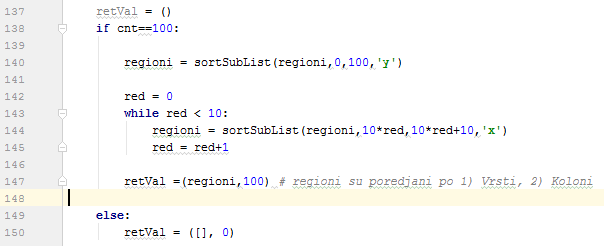 137 retVal = ()
138 if cnt==100:
139
140 regioni = sortSubList(regioni,0,100,'y')
141
142 red = 0
143 while red < 10:
144 regioni = sortSubList(regioni,10*red,10*red+10,'x')
145 red = red+1
146
147 retVal =(regioni,100) # regioni su poredjani po 1) Vrsti, 2) Koloni
148
149 else:
150 retVal = ([], 0)